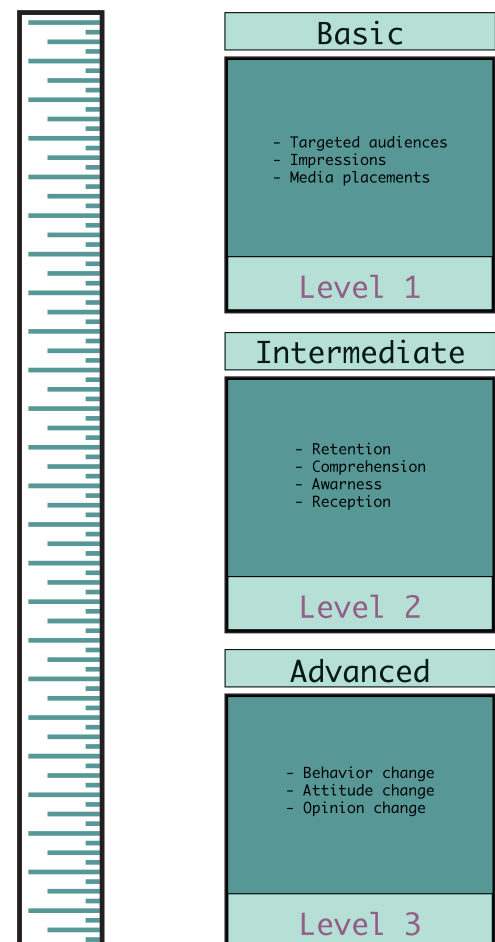 Basic
- Targeted audiences
- Impressions
- Media placements
Level 1
Intermediate
- Retention
- Comprehension
- Awarness
- Reception
Level 2
Advanced
- Behavior change
- Attitude change
- Opinion change
Level 3